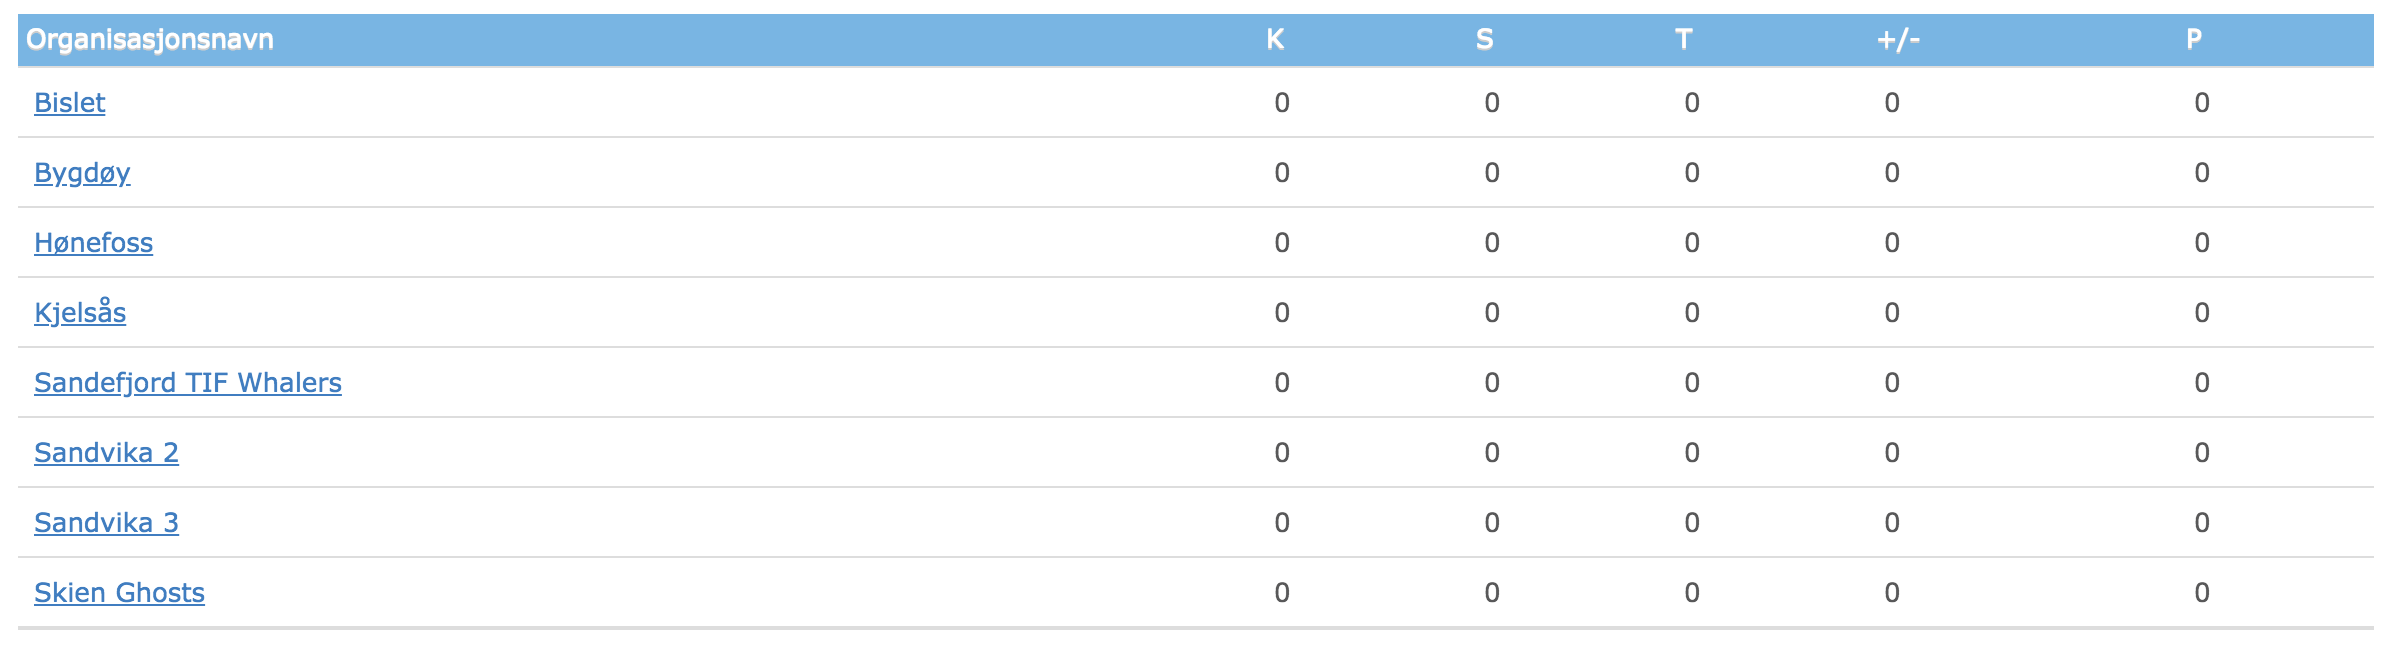 Organisasjonsnavn K S T +/- P
Bislet 0 0 0 0 0
Bygdøy 0 0 0 0 0
Hønefoss 0 0 0 0 0
Kjelsås 0 0 0 0 0
Sandefjord TIF Whalers 0 0 0 0 0
Sandvika 2 0 0 0 0 0
Sandvika 3 0 0 0 0 0
Skien Ghosts 0 0 0 0 0